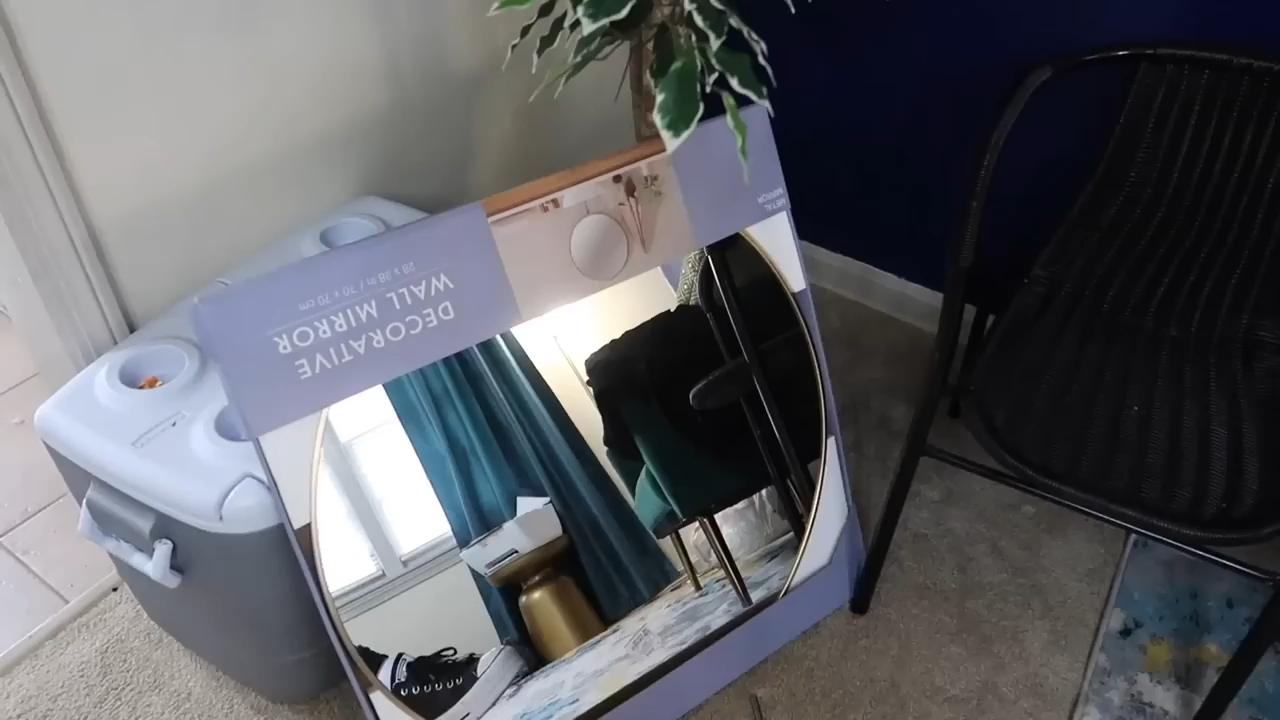 DECORATIVE
WALL MIRROR
28 x 28 in / 70 x 70 cm
METAL
MIRROR